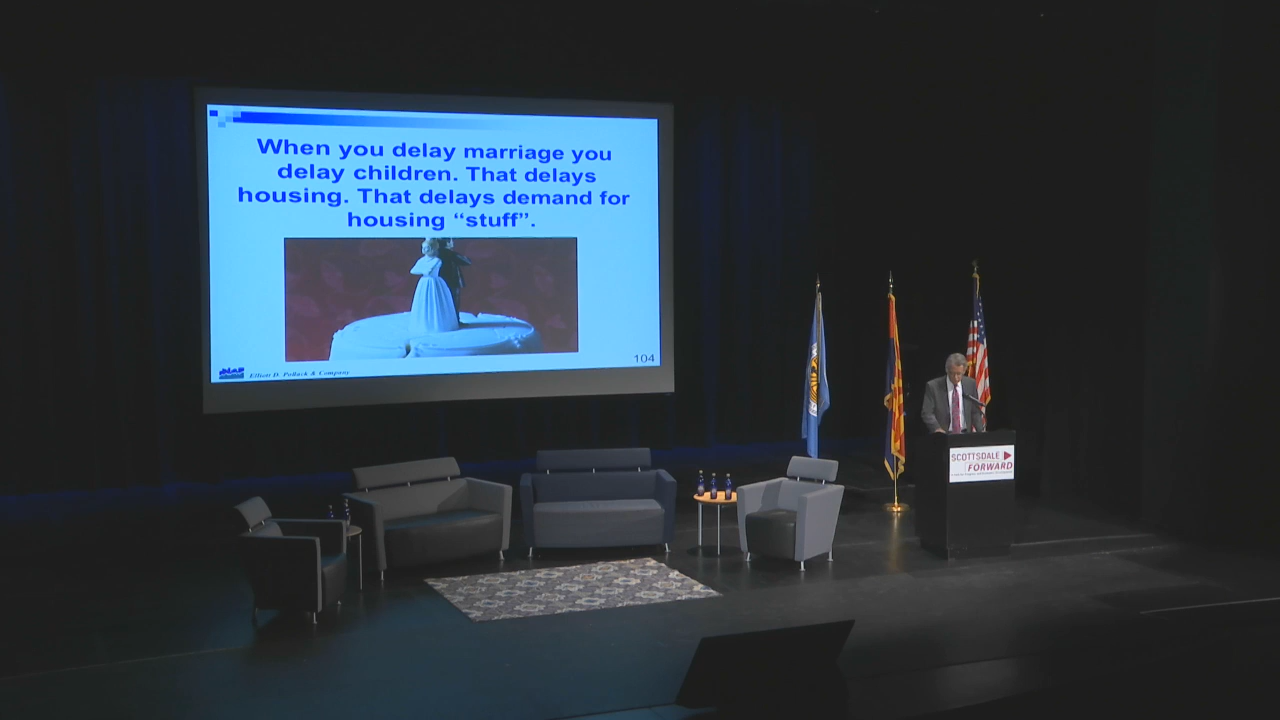 When you delay marriage you
delay children. That delays
housing. That delays demand for
housing “stuff”.
Elliott D. Pollack & Company
104
SCOTTSDALE
FORWARD